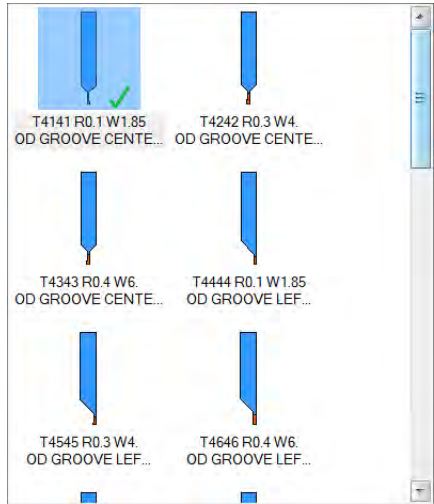 T4141 R0.1 W1.85
OD GROOVE CENTE...
T4242 R0.3 W4.
OD GROOVE CENTE...
T4343 R0.4 W6.
OD GROOVE CENTE...
T4444 R0.1 W1.85
OD GROOVE LEF...
T4545 R0.3 W4.
OD GROOVE LEF...
T4646 R0.4 W6.
OD GROOVE LEF...